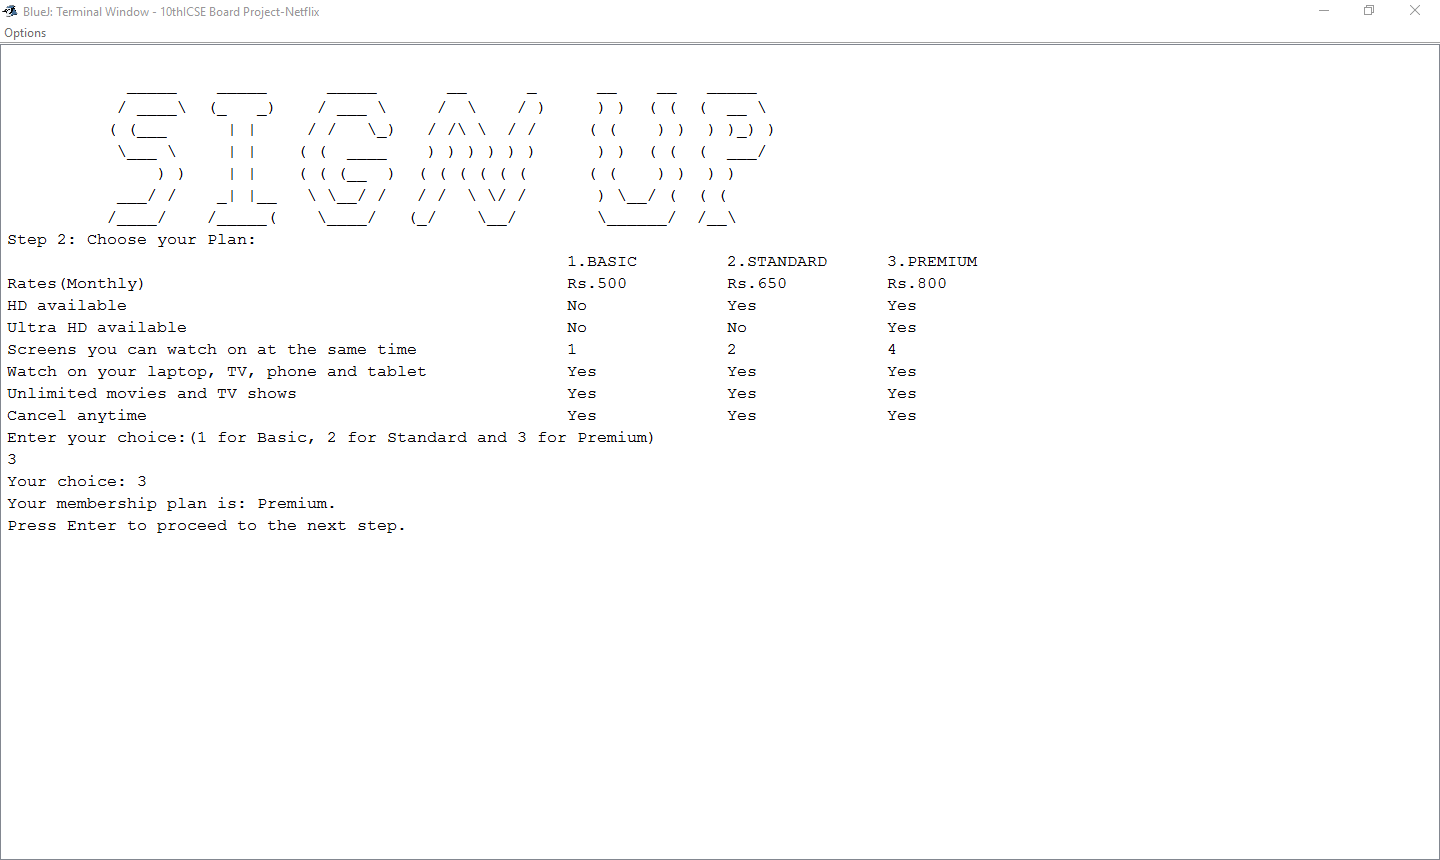 BlueJ: Terminal Window - 10thICSE Board Project-Netflix
Options
SIGN UP
Step 2: Choose your Plan:
1.BASIC 2.STANDARD 3.PREMIUM
Rates(Monthly) Rs.500 Rs.650 Rs.800
HD available No Yes Yes
Ultra HD available No No Yes
Screens you can watch on at the same time 1 2 4
Watch on your laptop, TV, phone and tablet Yes Yes Yes
Unlimited movies and TV shows Yes Yes Yes
Cancel anytime Yes Yes Yes
Enter your choice:(1 for Basic, 2 for Standard and 3 for Premium)
3
Your choice: 3
Your membership plan is: Premium.
Press Enter to proceed to the next step.